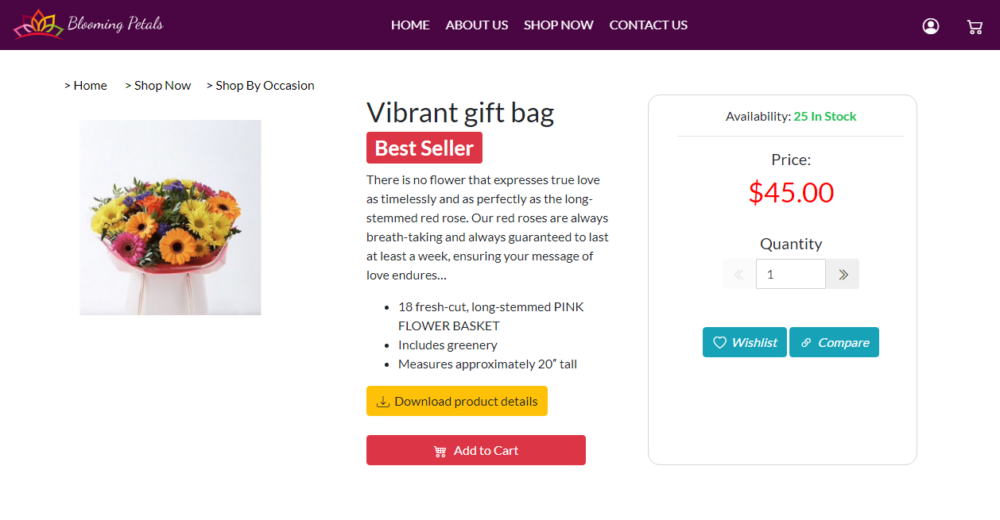 Blooming Petals
HOME ABOUT US SHOP NOW CONTACT US
> Home > Shop Now > Shop By Occasion
Vibrant gift bag
Best Seller
There is no flower that expresses true love
as timelessly and as perfectly as the long-
stemmed red rose. Our red roses are always
breath-taking and always guaranteed to last
at least a week, ensuring your message of
love endures…
• 18 fresh-cut, long-stemmed PINK
FLOWER BASKET
• Includes greenery
• Measures approximately 20″ tall
Download product details
Add to Cart
Availability: 25 In Stock
Price:
$45.00
Quantity
« 1 »
Wishlist Compare